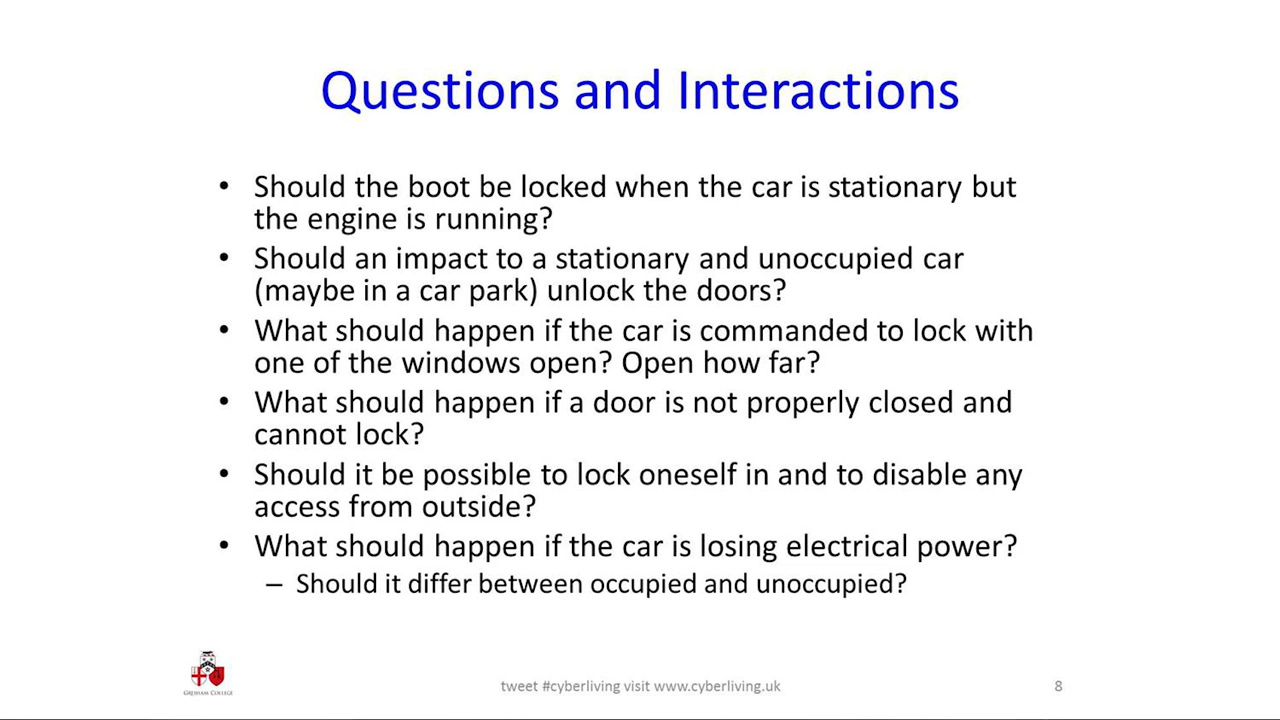 Questions and Interactions
• Should the boot be locked when the car is stationary but
the engine is running?
• Should an impact to a stationary and unoccupied car
(maybe in a car park) unlock the doors?
• What should happen if the car is commanded to lock with
one of the windows open? Open how far?
• What should happen if a door is not properly closed and
cannot lock?
• Should it be possible to lock oneself in and to disable any
access from outside?
• What should happen if the car is losing electrical power?
– Should it differ between occupied and unoccupied?
GRESHAM COLLEGE
tweet #cyberliving visit www.cyberliving.uk
8